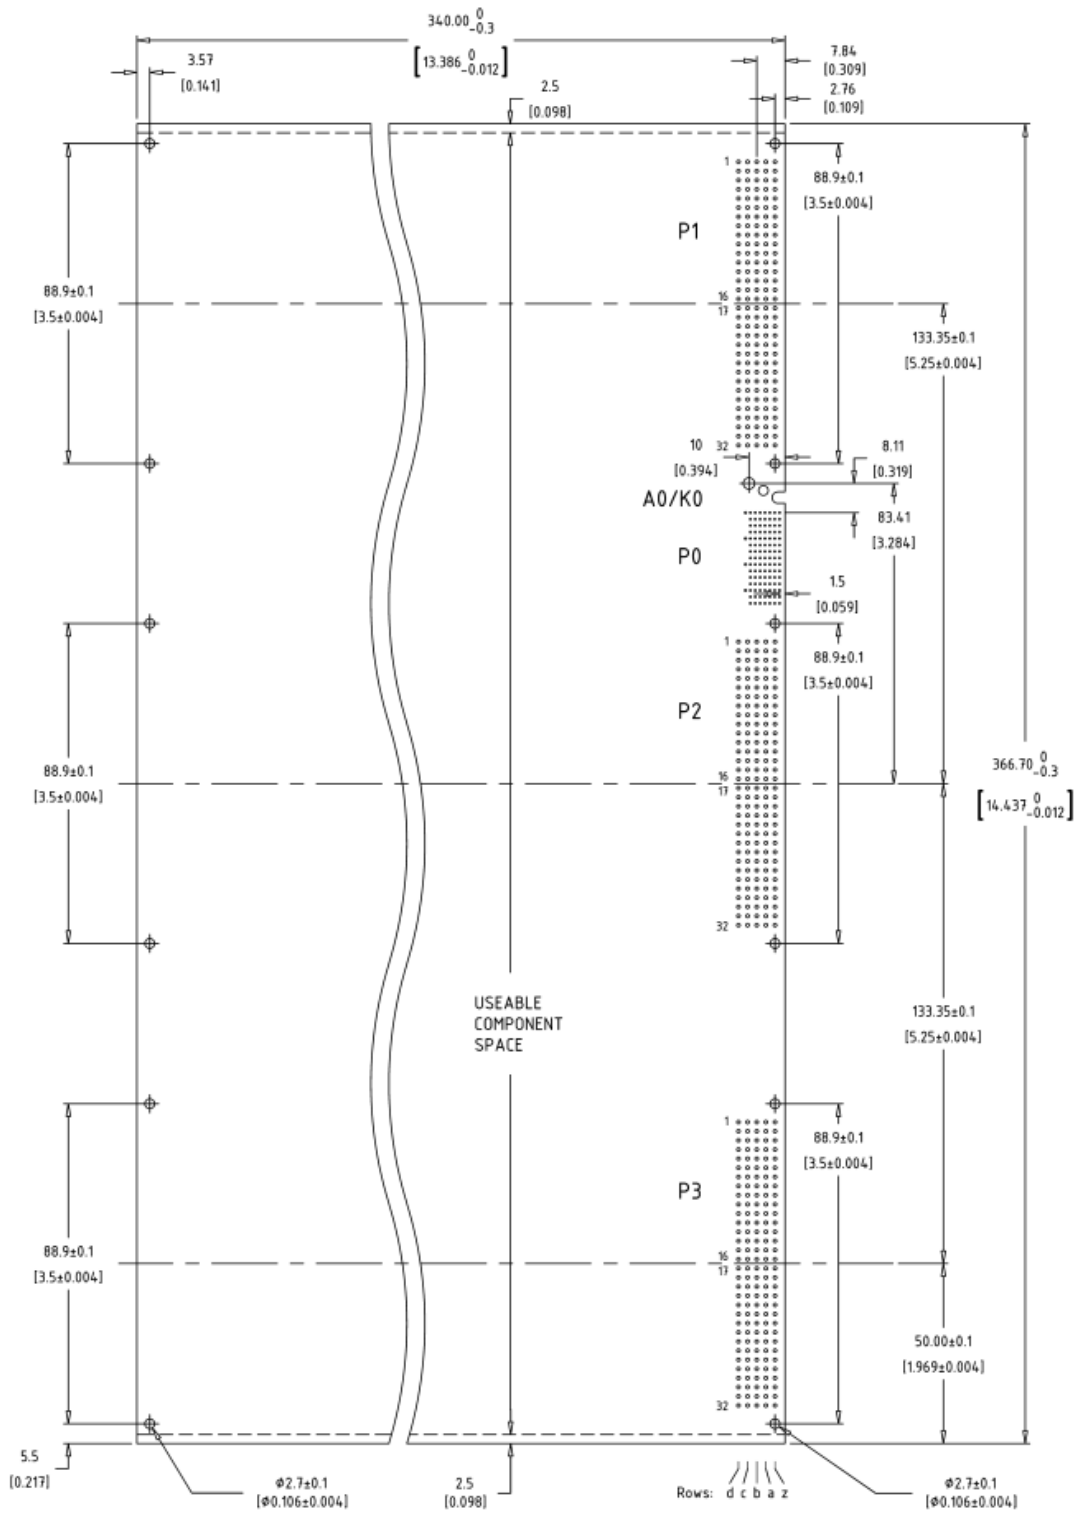 340.00 0 -0.3
[13.386 0 -0.012]
3.57
[0.141]
7.84
[0.309]
2.5
[0.098]
2.76
[0.109]
1
88.9±0.1
[3.5±0.004]
P1
88.9±0.1
[3.5±0.004]
16
17
133.35±0.1
[5.25±0.004]
10
[0.394]
32
8.11
[0.319]
A0/K0
83.41
[3.284]
P0
1.5
[0.059]
1
88.9±0.1
[3.5±0.004]
P2
88.9±0.1
[3.5±0.004]
16
17
366.70 0 -0.3
[14.437 0 -0.012]
32
USEABLE
COMPONENT
SPACE
133.35±0.1
[5.25±0.004]
1
88.9±0.1
[3.5±0.004]
P3
88.9±0.1
[3.5±0.004]
16
17
50.00±0.1
[1.969±0.004]
32
5.5
[0.217]
Φ2.7±0.1
[Φ0.106±0.004]
2.5
[0.098]
Rows: d c b a z
Φ2.7±0.1
[Φ0.106±0.004]